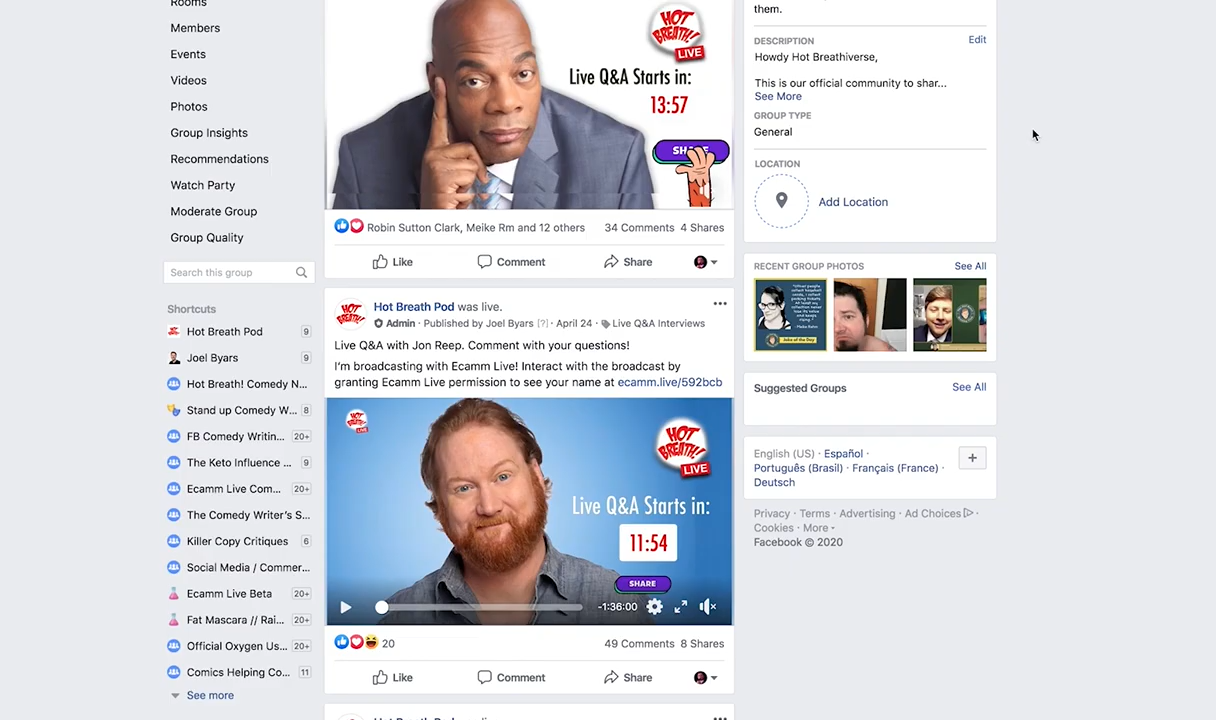 Rooms
Members
Events
Videos
Photos
Group Insights
Recommendations
Watch Party
Moderate Group
Group Quality
Search this group
Shortcuts
Hot Breath Pod 9
Joel Byars 9
Hot Breath! Comedy N...
Stand up Comedy W... 8
FB Comedy Writin... 20+
The Keto Influence ... 9
Ecamm Live Com... 20+
The Comedy Writer's S...
Killer Copy Critiques 6
Social Media / Commer...
Ecamm Live Beta 20+
Fat Mascara // Rai... 20+
Official Oxygen Us... 20+
Comics Helping Co... 11
See more
HOT
BREATH!
LIVE
Live Q&A Starts in:
13:57
SHARE
Robin Sutton Clark, Meike Rm and 12 others 34 Comments 4 Shares
Like Comment Share
HOT BREATH!
Hot Breath Pod was live.
Admin · Published by Joel Byars [?] · April 24 · Live Q&A Interviews
Live Q&A with Jon Reep. Comment with your questions!
I'm broadcasting with Ecamm Live! Interact with the broadcast by
granting Ecamm Live permission to see your name at ecamm.live/592bcb
HOT
BREATH!
LIVE
HOT
BREATH!
LIVE
Live Q&A Starts in:
11:54
SHARE
-1:36:00
20 49 Comments 8 Shares
Like Comment Share
them.
DESCRIPTION Edit
Howdy Hot Breathiverse,
This is our official community to shar...
See More
GROUP TYPE
General
LOCATION
Add Location
RECENT GROUP PHOTOS See All
Suggested Groups See All
English (US) · Español ·
Português (Brasil) · Français (France) ·
Deutsch
Privacy · Terms · Advertising · Ad Choices ·
Cookies · More
Facebook © 2020